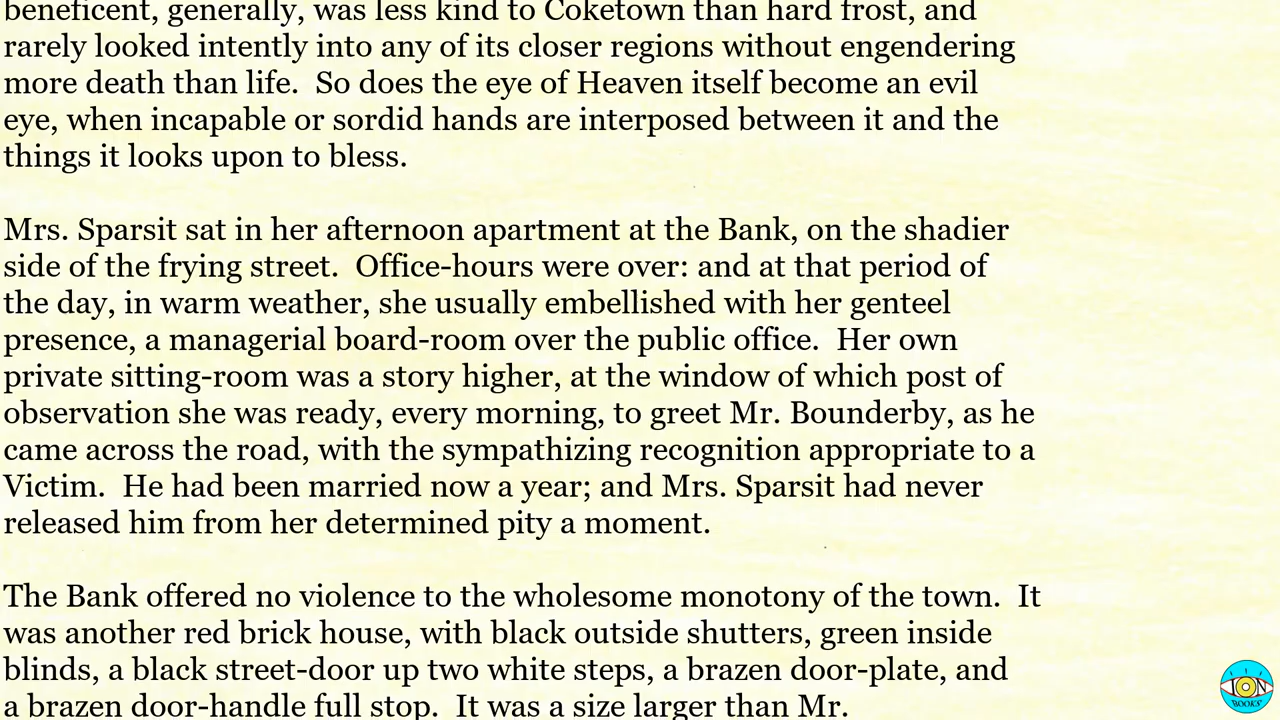 beneficent, generally, was less kind to Coketown than hard frost, and
rarely looked intently into any of its closer regions without engendering
more death than life.  So does the eye of Heaven itself become an evil
eye, when incapable or sordid hands are interposed between it and the
things it looks upon to bless.
Mrs. Sparsit sat in her afternoon apartment at the Bank, on the shadier
side of the frying street.  Office-hours were over: and at that period of
the day, in warm weather, she usually embellished with her genteel
presence, a managerial board-room over the public office.  Her own
private sitting-room was a story higher, at the window of which post of
observation she was ready, every morning, to greet Mr. Bounderby, as he
came across the road, with the sympathizing recognition appropriate to a
Victim.  He had been married now a year; and Mrs. Sparsit had never
released him from her determined pity a moment.
The Bank offered no violence to the wholesome monotony of the town.  It
was another red brick house, with black outside shutters, green inside
blinds, a black street-door up two white steps, a brazen door-plate, and
a brazen door-handle full stop.  It was a size larger than Mr.
ION
BOOKS